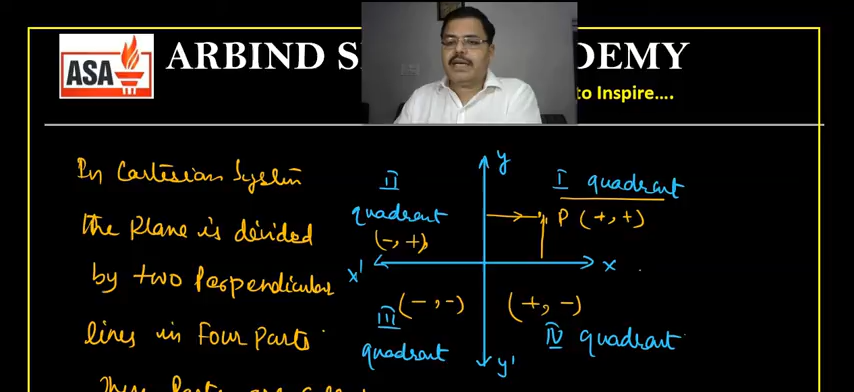 ASA
ARBIND S
DEMY
to Inspire....
In Cartesian System
the Plane is divided
by two Perpendicular
lines in Four Parts
II
quadrant
(-, +)
y
I quadrant
P (+, +)
x'
x
III
(-, -)
quadrant
(+, -)
IV quadrant
y'